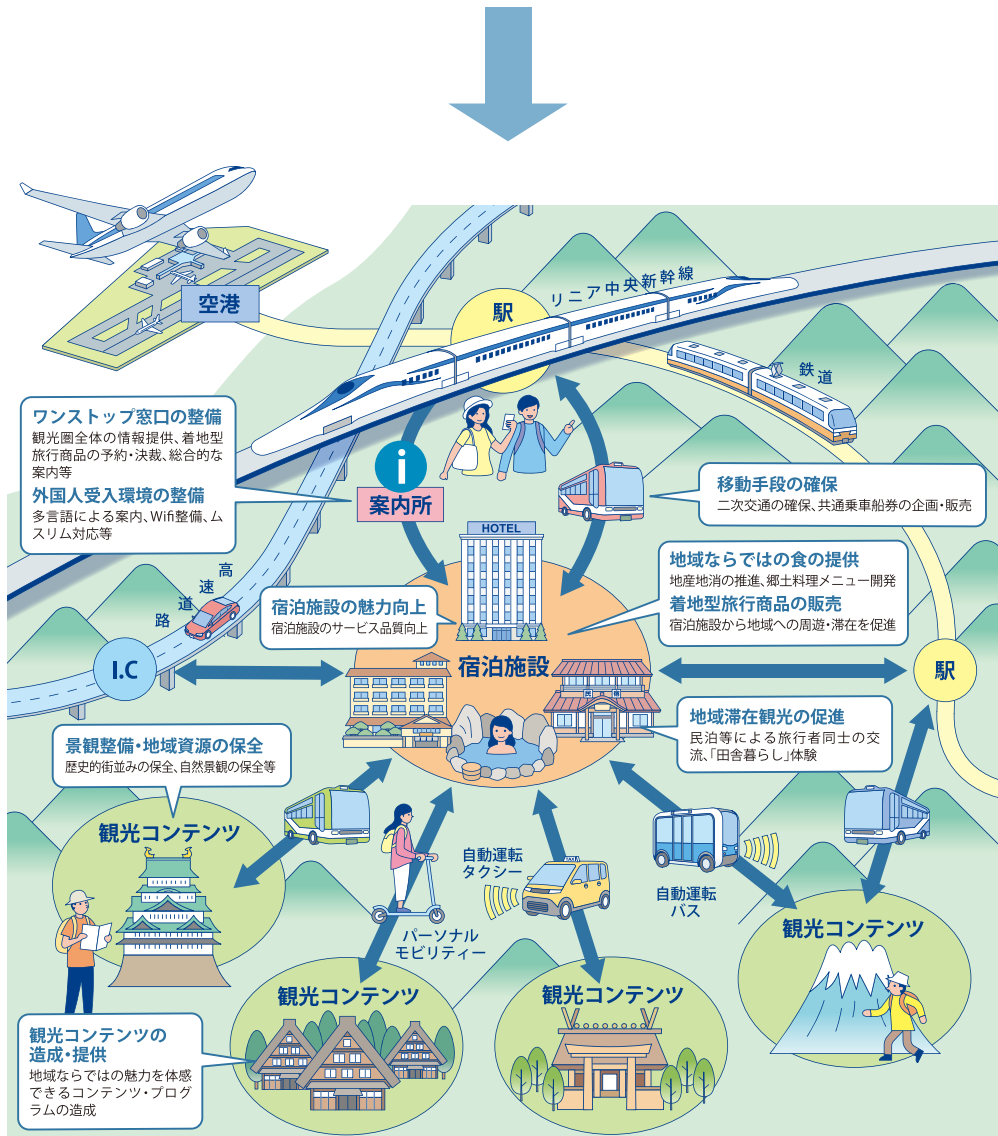 空港
駅
リニア中央新幹線
鉄道
ワンストップ窓口の整備
観光圏全体の情報提供、着地型
旅行商品の予約・決裁、総合的な
案内等
外国人受入環境の整備
多言語による案内、Wifi整備、ム
スリム対応等
i
案内所
移動手段の確保
二次交通の確保、共通乗車船券の企画・販売
HOTEL
地域ならではの食の提供
地産地消の推進、郷土料理メニュー開発
着地型旅行商品の販売
宿泊施設から地域への周遊・滞在を促進
高速道路
宿泊施設の魅力向上
宿泊施設のサービス品質向上
I.C
宿泊施設
民宿
駅
地域滞在観光の促進
民泊等による旅行者同士の交
流、「田舎暮らし」体験
景観整備・地域資源の保全
歴史的街並みの保全、自然景観の保全等
観光コンテンツ
自動運転
タクシー
TAXI
自動運転
バス
パーソナル
モビリティー
観光コンテンツ
観光コンテンツ
観光コンテンツ
観光コンテンツの
造成・提供
地域ならではの魅力を体感
できるコンテンツ・プログ
ラムの造成